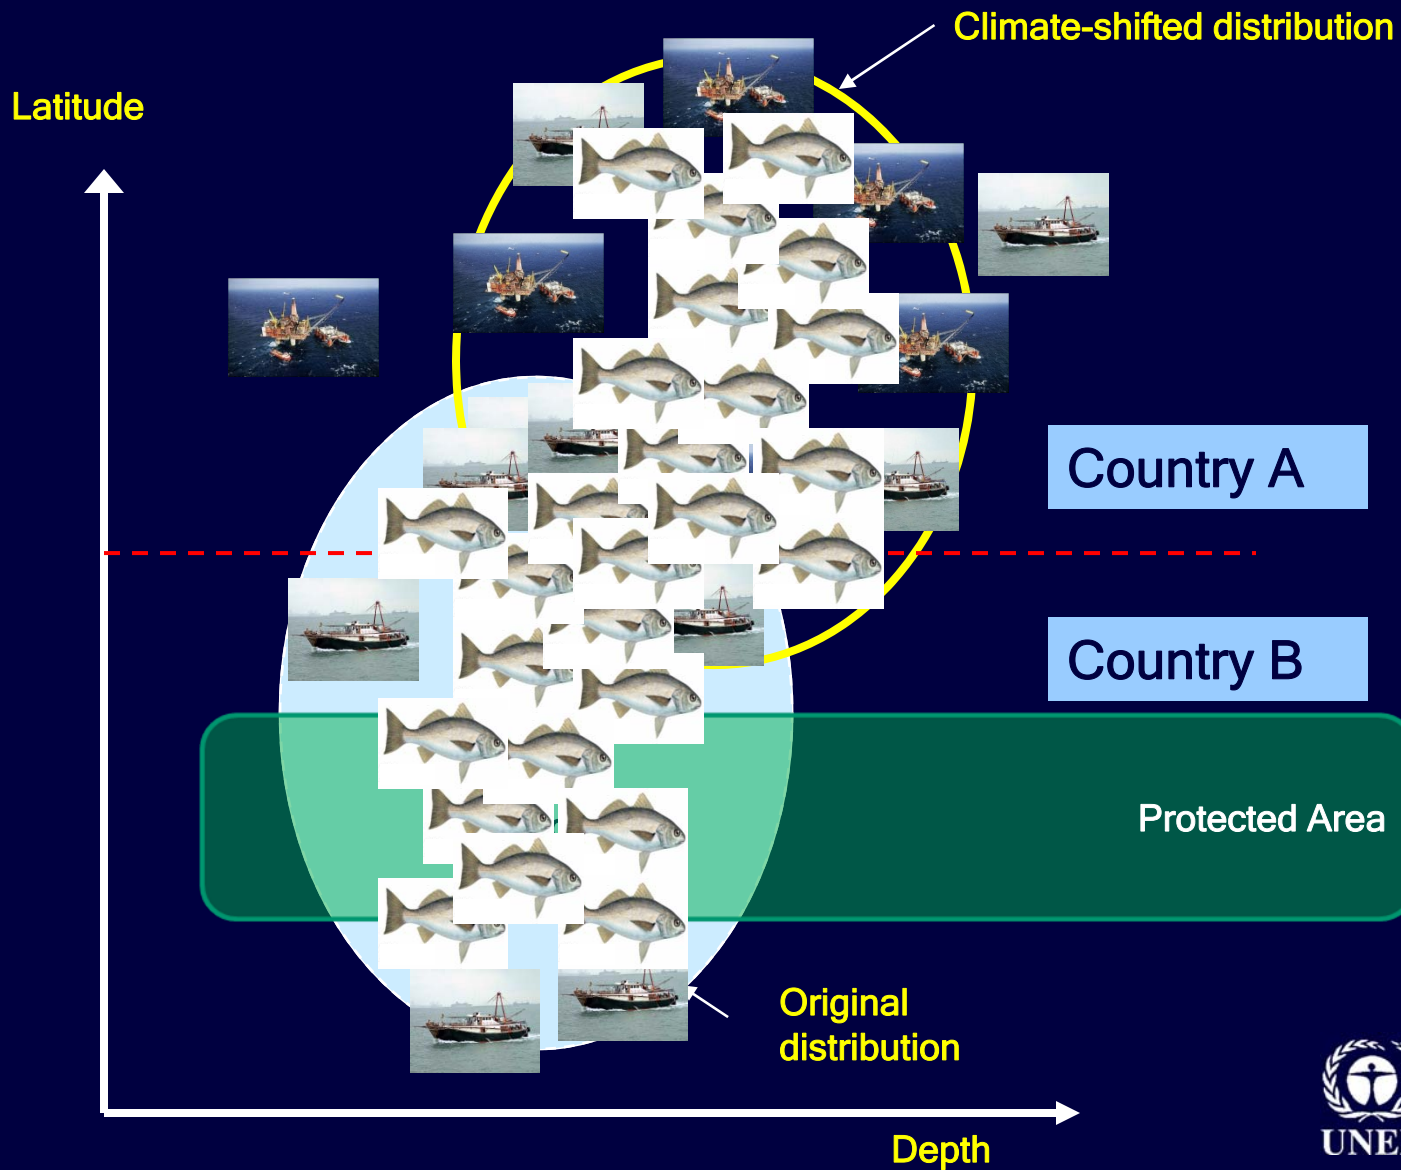 Climate-shifted distribution
Latitude
Country A
Country B
Protected Area
Original
distribution
Depth
UNE